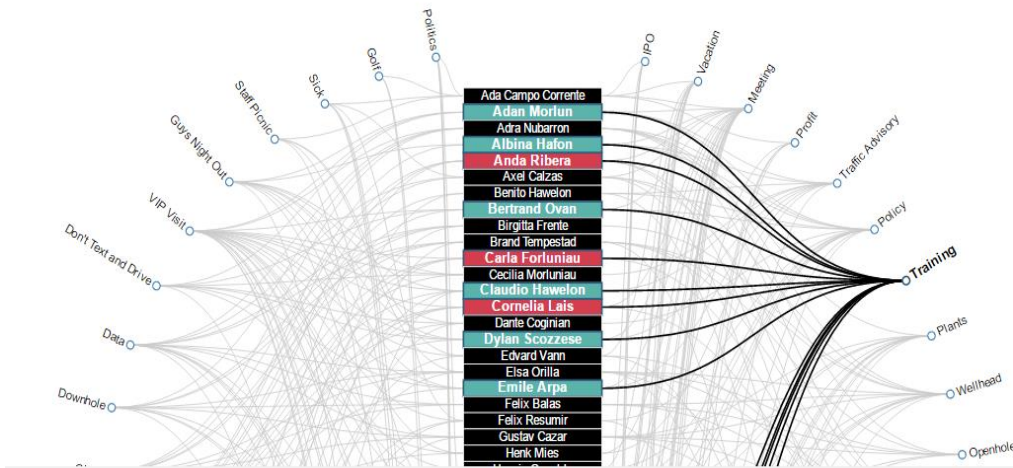 Politics
Golf
Sick
Staff Picnic
Guys Night Out
VIP Visit
Don't Text and Drive
Data
Downhole
Ada Campo Corrente
Adan Morlun
Adra Nubarron
Albina Hafon
Anda Ribera
Axel Calzas
Benito Hawelon
Bertrand Ovan
Birgitta Frente
Brand Tempestad
Carla Forluniau
Cecilia Morluniau
Claudio Hawelon
Cornelia Lais
Dante Coginian
Dylan Scozzese
Edvard Vann
Elsa Orilla
Emile Arpa
Felix Balas
Felix Resumir
Gustav Cazar
Henk Mies
IPO
Vacation
Meeting
Profit
Traffic Advisory
Policy
Training
Plants
Wellhead
Openhole